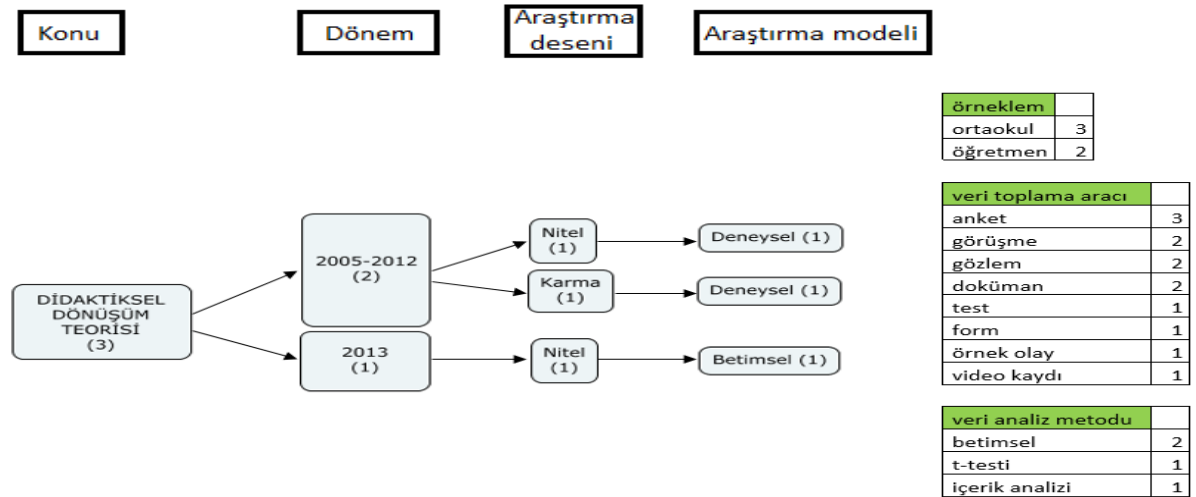 Konu
Dönem
Araştırma
deseni
Araştırma modeli
DİDAKTİKSEL
DÖNÜŞÜM
TEORİSİ
(3)
2005-2012
(2)
2013
(1)
Nitel
(1)
Karma
(1)
Nitel
(1)
Deneysel (1)
Deneysel (1)
Betimsel (1)
örneklem
ortaokul 3
öğretmen 2
veri toplama aracı
anket 3
görüşme 2
gözlem 2
doküman 2
test 1
form 1
örnek olay 1
video kaydı 1
veri analiz metodu
betimsel 2
t-testi 1
içerik analizi 1